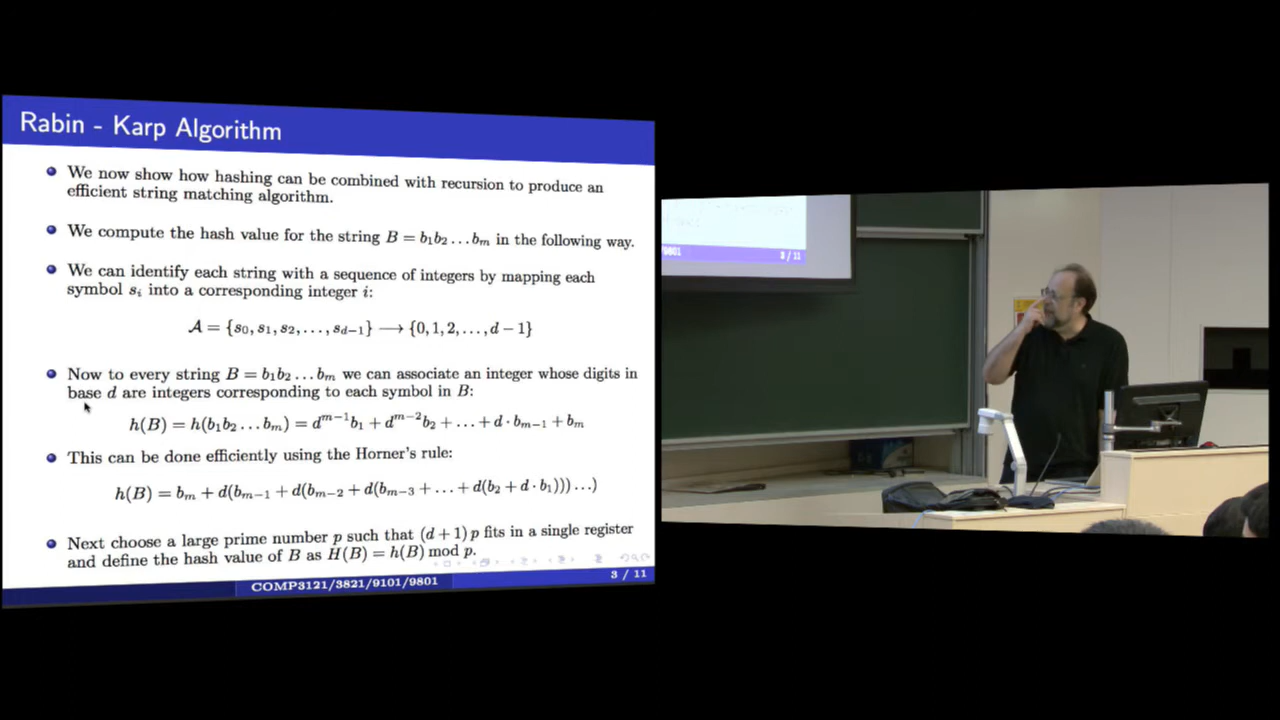 Rabin - Karp Algorithm
We now show how hashing can be combined with recursion to produce an
efficient string matching algorithm.
We compute the hash value for the string B = b₁b₂ … bₘ in the following way.
We can identify each string with a sequence of integers by mapping each
symbol sᵢ into a corresponding integer i:
𝒜 = {s₀, s₁, s₂, …, s_{d−1}} ⟶ {0, 1, 2, …, d − 1}
Now to every string B = b₁b₂ … bₘ we can associate an integer whose digits in
base d are integers corresponding to each symbol in B:
h(B) = h(b₁b₂ … bₘ) = d^{m−1}b₁ + d^{m−2}b₂ + … + d · b_{m−1} + bₘ
This can be done efficiently using the Horner's rule:
h(B) = bₘ + d(b_{m−1} + d(b_{m−2} + d(b_{m−3} + … + d(b₂ + d · b₁))) …)
Next choose a large prime number p such that (d + 1) p fits in a single register
and define the hash value of B as H(B) = h(B) mod p.
COMP3121/3821/9101/9801
3 / 11
9801
3 / 11